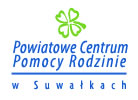 Powiatowe Centrum
Pomocy Rodzinie
w Suwałkach